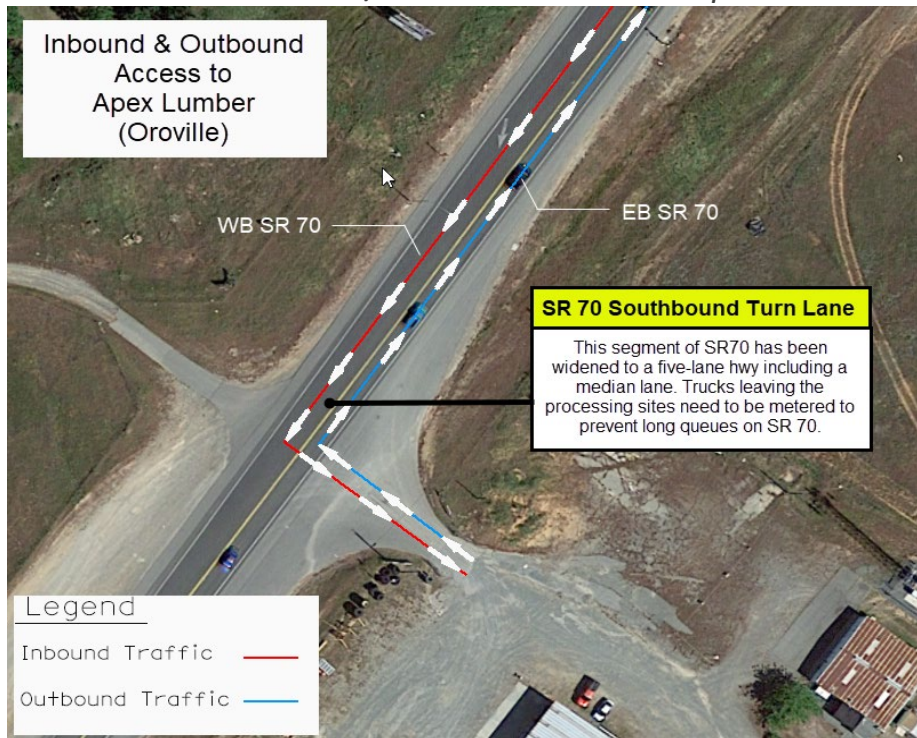 Inbound & Outbound
Access to
Apex Lumber
(Oroville)
WB SR 70
EB SR 70
SR 70 Southbound Turn Lane
This segment of SR70 has been
widened to a five-lane hwy including a
median lane. Trucks leaving the
processing sites need to be metered to
prevent long queues on SR 70.
Legend
Inbound Traffic
Outbound Traffic